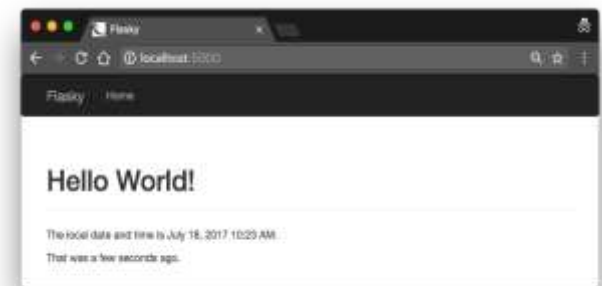 Flasky
localhost:5000
Flasky Home
Hello World!
The local date and time is July 18, 2017 10:23 AM.
That was a few seconds ago.